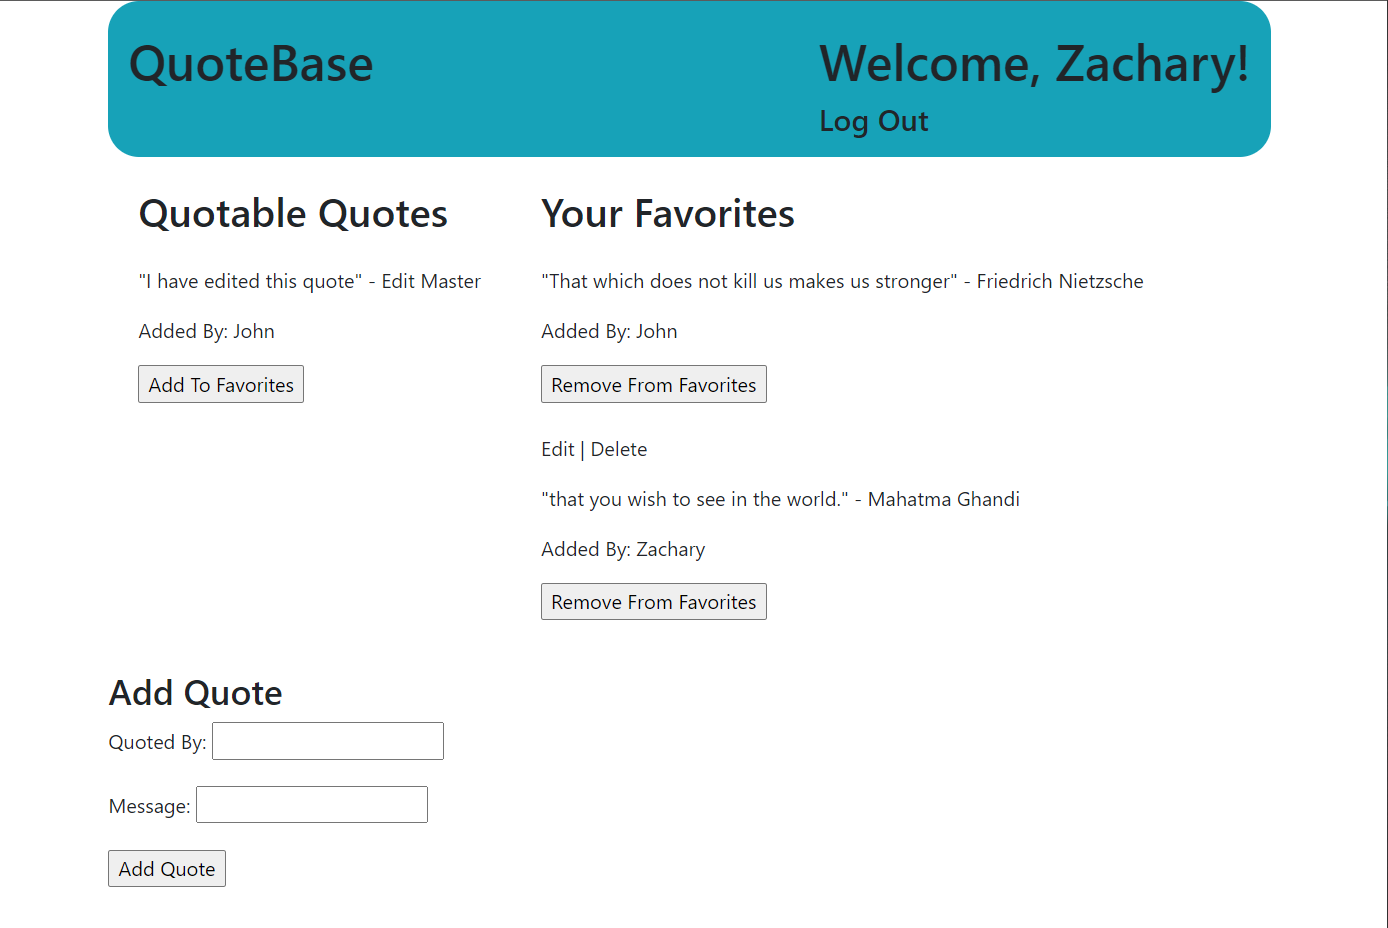 QuoteBase
Welcome, Zachary!
Log Out
Quotable Quotes
"I have edited this quote" - Edit Master
Added By: John
Add To Favorites
Your Favorites
"That which does not kill us makes us stronger" - Friedrich Nietzsche
Added By: John
Remove From Favorites
Edit | Delete
"that you wish to see in the world." - Mahatma Ghandi
Added By: Zachary
Remove From Favorites
Add Quote
Quoted By:
Message:
Add Quote